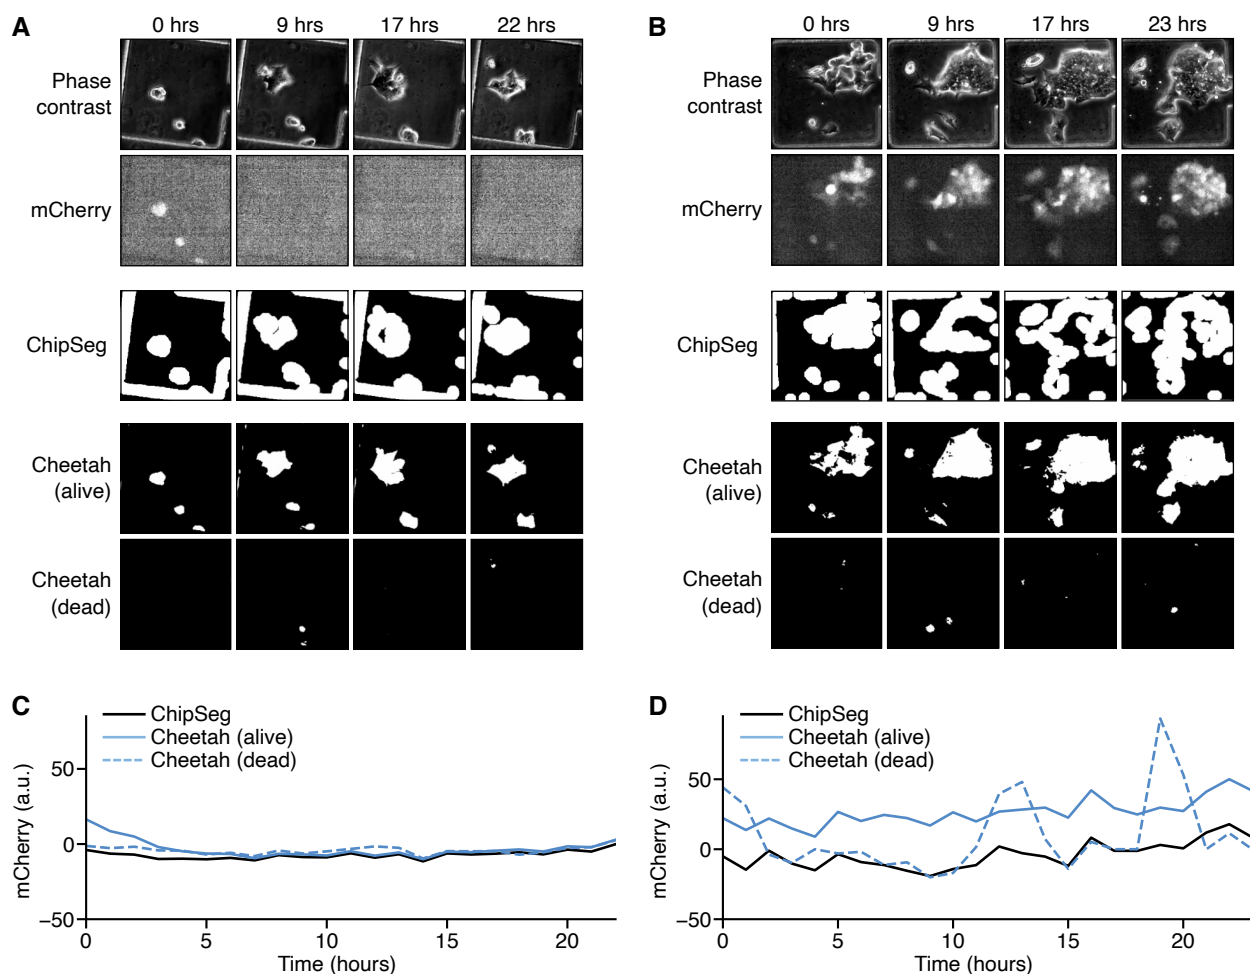 A
0 hrs
9 hrs
17 hrs
22 hrs
Phase
contrast
mCherry
ChipSeg
Cheetah
(alive)
Cheetah
(dead)
B
0 hrs
9 hrs
17 hrs
23 hrs
Phase
contrast
mCherry
ChipSeg
Cheetah
(alive)
Cheetah
(dead)
C
ChipSeg
Cheetah (alive)
Cheetah (dead)
mCherry (a.u.)
50
0
−50
0
5
10
15
20
Time (hours)
D
ChipSeg
Cheetah (alive)
Cheetah (dead)
mCherry (a.u.)
50
0
−50
0
5
10
15
20
Time (hours)